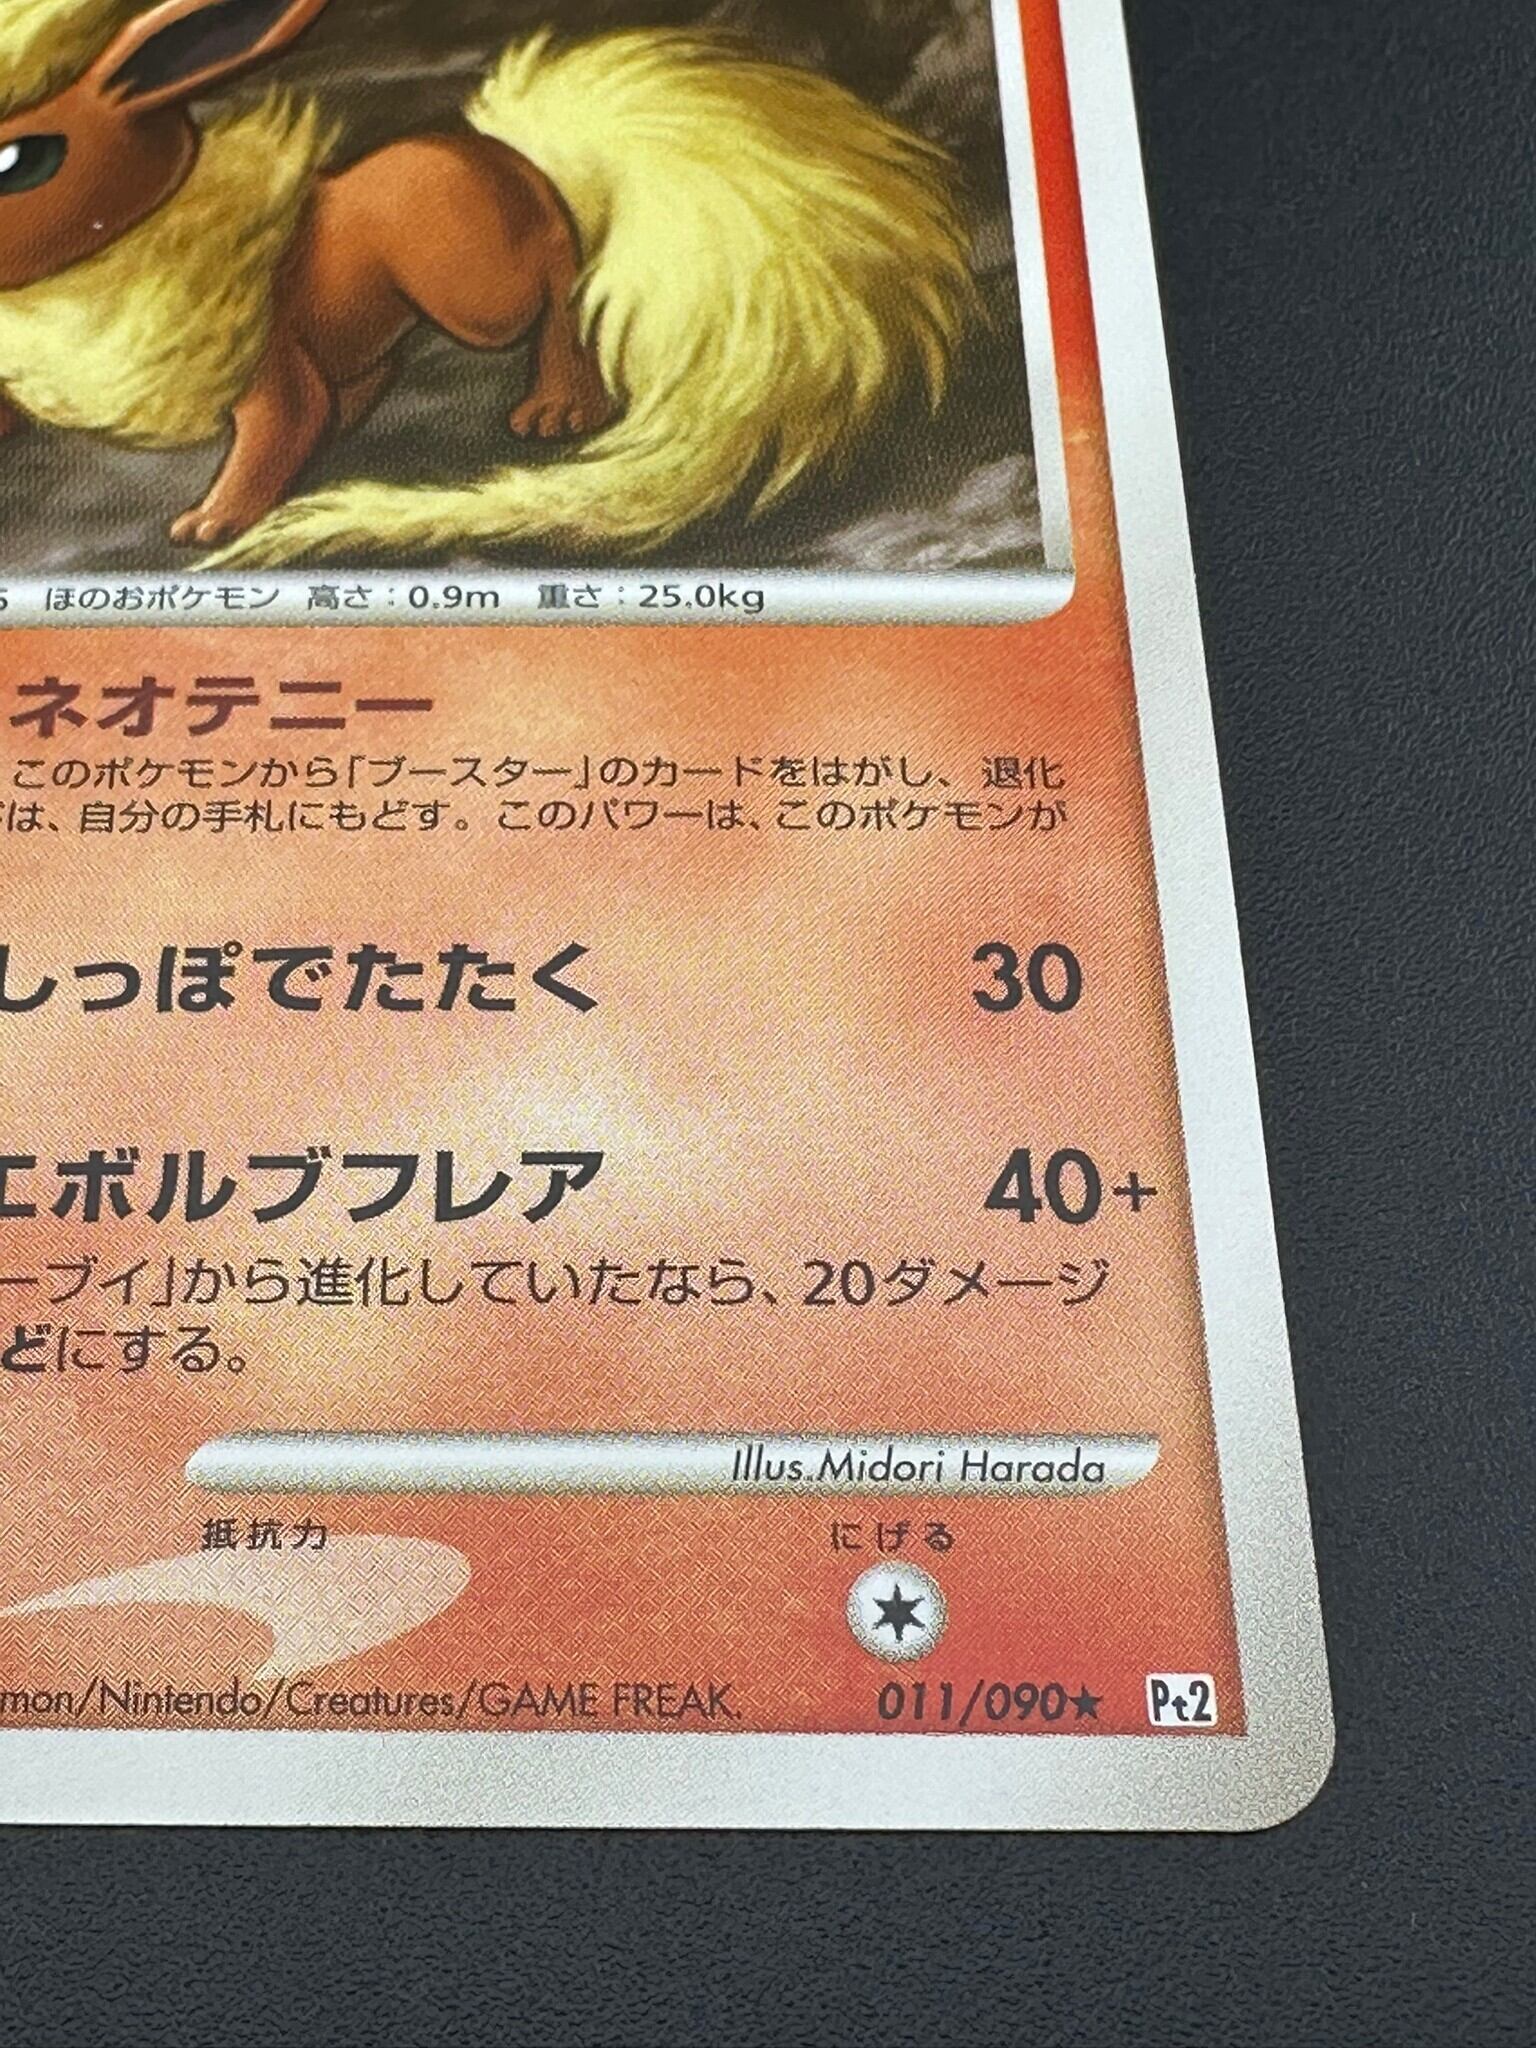 ほのおポケモン 高さ：0.9m 重さ：25.0kg
ネオテニー
このポケモンから「ブースター」のカードをはがし、退化
は、自分の手札にもどす。このパワーは、このポケモンが
しっぽでたたく 30
エボルブフレア 40+
ーブイ」から進化していたなら、20ダメージ
どにする。
Illus.Midori Harada
抵抗力 にげる
mon/Nintendo/Creatures/GAME FREAK. 011/090★ Pt2